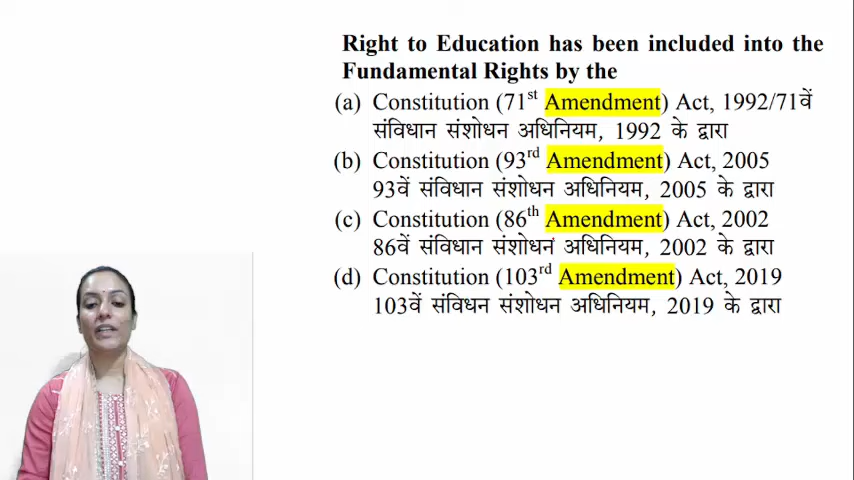 Right to Education has been included into the
Fundamental Rights by the
(a) Constitution (71st Amendment) Act, 1992/71वें
संविधान संशोधन अधिनियम, 1992 के द्वारा
(b) Constitution (93rd Amendment) Act, 2005
93वें संविधान संशोधन अधिनियम, 2005 के द्वारा
(c) Constitution (86th Amendment) Act, 2002
86वें संविधान संशोधन अधिनियम, 2002 के द्वारा
(d) Constitution (103rd Amendment) Act, 2019
103वें संविधन संशोधन अधिनियम, 2019 के द्वारा